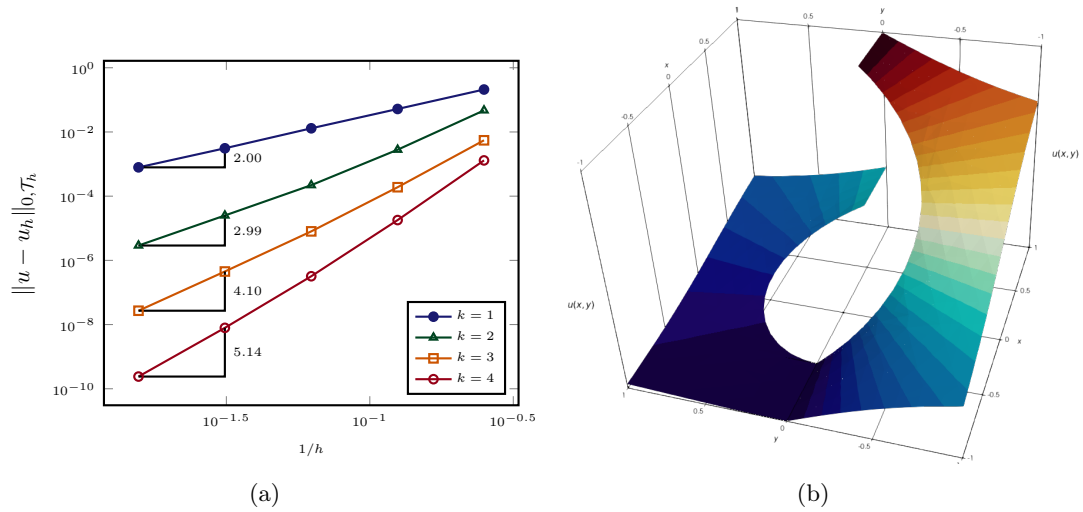 10^0
10^{-2}
10^{-4}
10^{-6}
10^{-8}
10^{-10}
‖u − u_h‖_{0,𝒯_h}
2.00
2.99
4.10
5.14
k = 1
k = 2
k = 3
k = 4
10^{-1.5}
10^{-1}
10^{-0.5}
1/h
(a)
y
0.5
0
-0.5
-1
0.5
x
0
-0.5
-1
u(x,y)
u(x,y)
1
0.5
0
x
-0.5
-1
1
0.5
0
y
-0.5
(b)